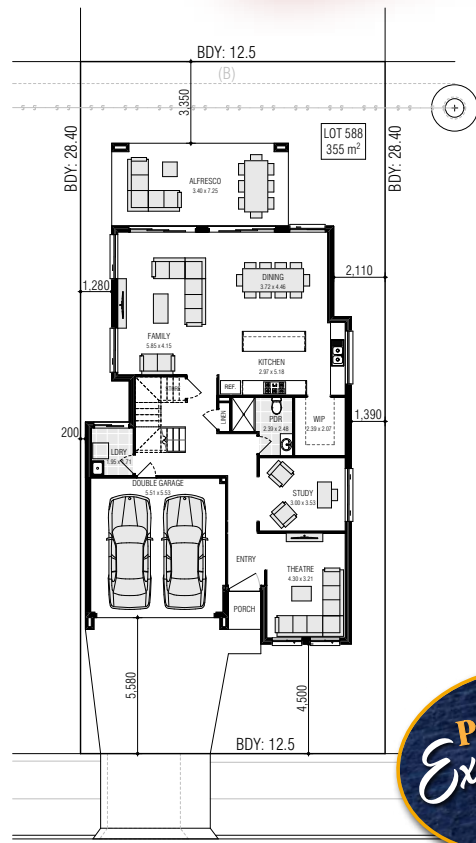 BDY: 12.5
(B)
3,350
BDY: 28.40
LOT 588
355 m²
BDY: 28.40
ALFRESCO
3.40 x 7.25
DINING
3.72 x 4.46
2,110
1,280
FAMILY
5.85 x 4.15
KITCHEN
2.97 x 5.18
REF.
LINEN
PDR
2.39 x 2.48
WIP
2.39 x 2.07
1,390
200
LDRY
DOUBLE GARAGE
5.51 x 5.53
STUDY
3.00 x 3.53
ENTRY
THEATRE
4.30 x 3.21
PORCH
5,580
4,500
BDY: 12.5